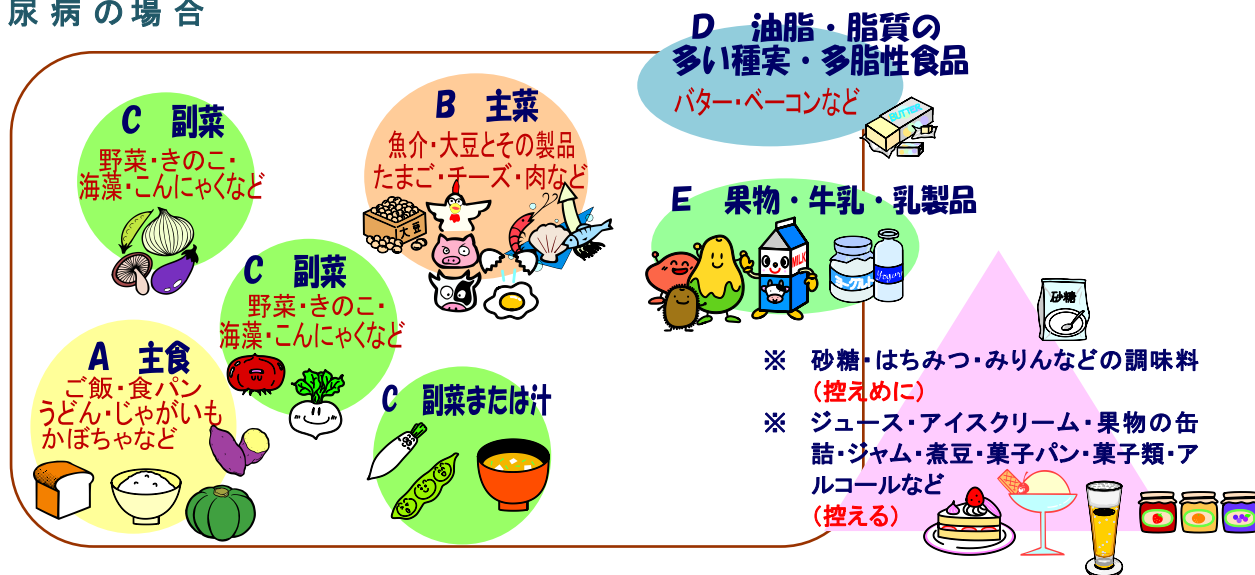 尿病の場合
D 油脂・脂質の
多い種実・多脂性食品
バター・ベーコンなど
BUTTER
C 副菜
野菜・きのこ・
海藻・こんにゃくなど
B 主菜
魚介・大豆とその製品
たまご・チーズ・肉など
大豆
E 果物・牛乳・乳製品
MILK
ヨーグルト
C 副菜
野菜・きのこ・
海藻・こんにゃくなど
A 主食
ご飯・食パン
うどん・じゃがいも
かぼちゃなど
C 副菜または汁
砂糖
※ 砂糖・はちみつ・みりんなどの調味料
(控えめに)
※ ジュース・アイスクリーム・果物の缶
詰・ジャム・煮豆・菓子パン・菓子類・ア
ルコールなど
(控える)